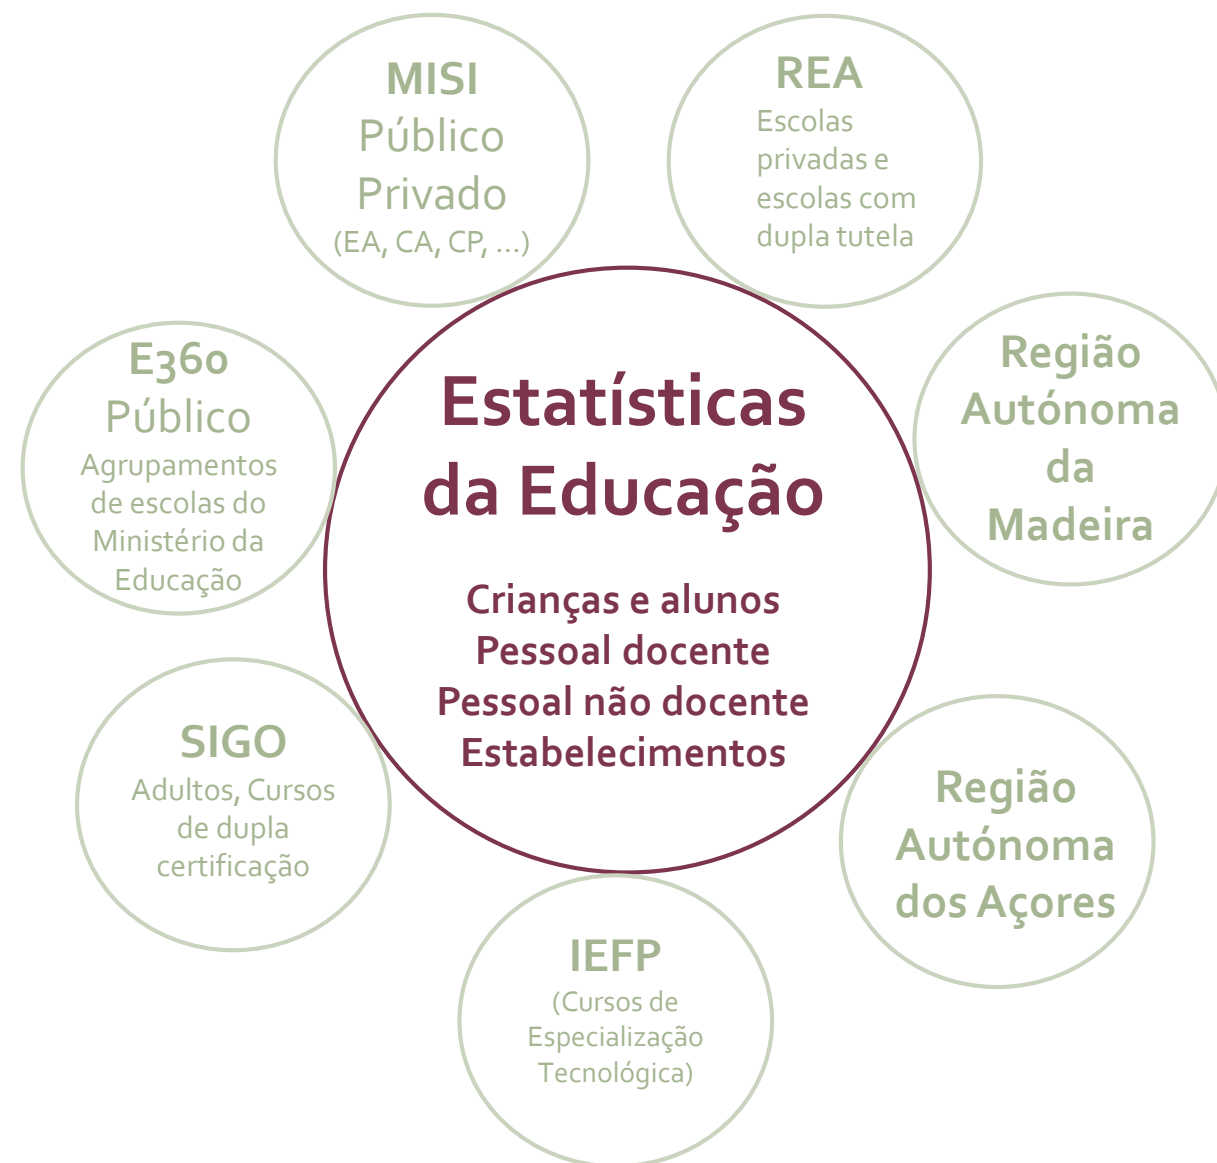 MISI
Público
Privado
(EA, CA, CP, ...)
REA
Escolas
privadas e
escolas com
dupla tutela
E360
Público
Agrupamentos
de escolas do
Ministério da
Educação
Estatísticas
da Educação
Crianças e alunos
Pessoal docente
Pessoal não docente
Estabelecimentos
Região
Autónoma
da
Madeira
SIGO
Adultos, Cursos
de dupla
certificação
Região
Autónoma
dos Açores
IEFP
(Cursos de
Especialização
Tecnológica)